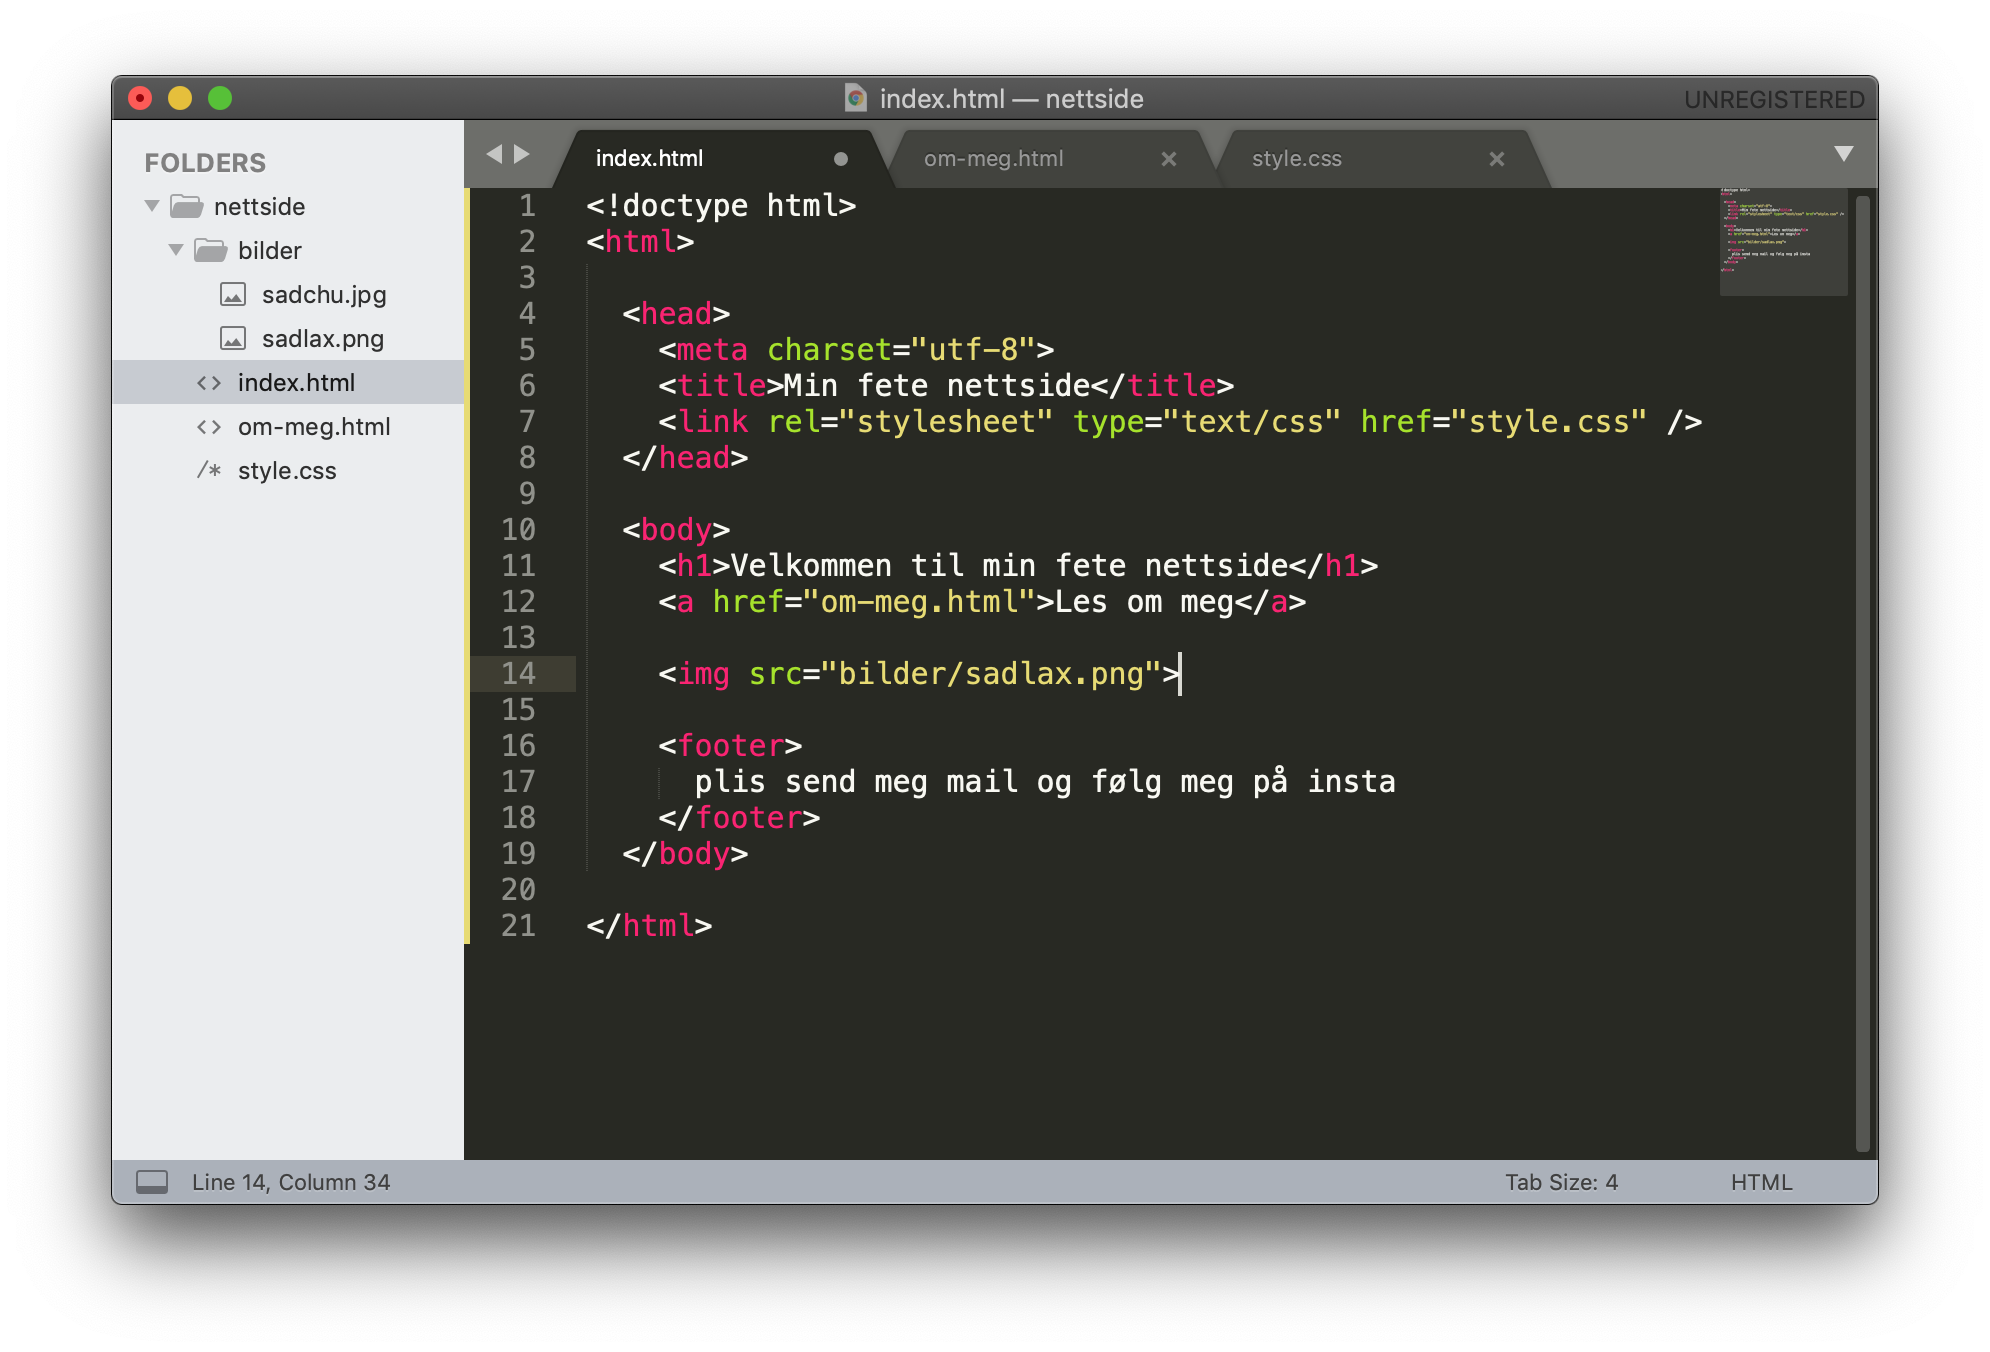 index.html — nettside
UNREGISTERED
FOLDERS
nettside
bilder
sadchu.jpg
sadlax.png
index.html
om-meg.html
/* style.css
index.html
om-meg.html
style.css
1 <!doctype html>
2 <html>
3
4 <head>
5 <meta charset="utf-8">
6 <title>Min fete nettside</title>
7 <link rel="stylesheet" type="text/css" href="style.css" />
8 </head>
9
10 <body>
11 <h1>Velkommen til min fete nettside</h1>
12 <a href="om-meg.html">Les om meg</a>
13
14 <img src="bilder/sadlax.png">
15
16 <footer>
17 plis send meg mail og følg meg på insta
18 </footer>
19 </body>
20
21 </html>
Line 14, Column 34
Tab Size: 4
HTML